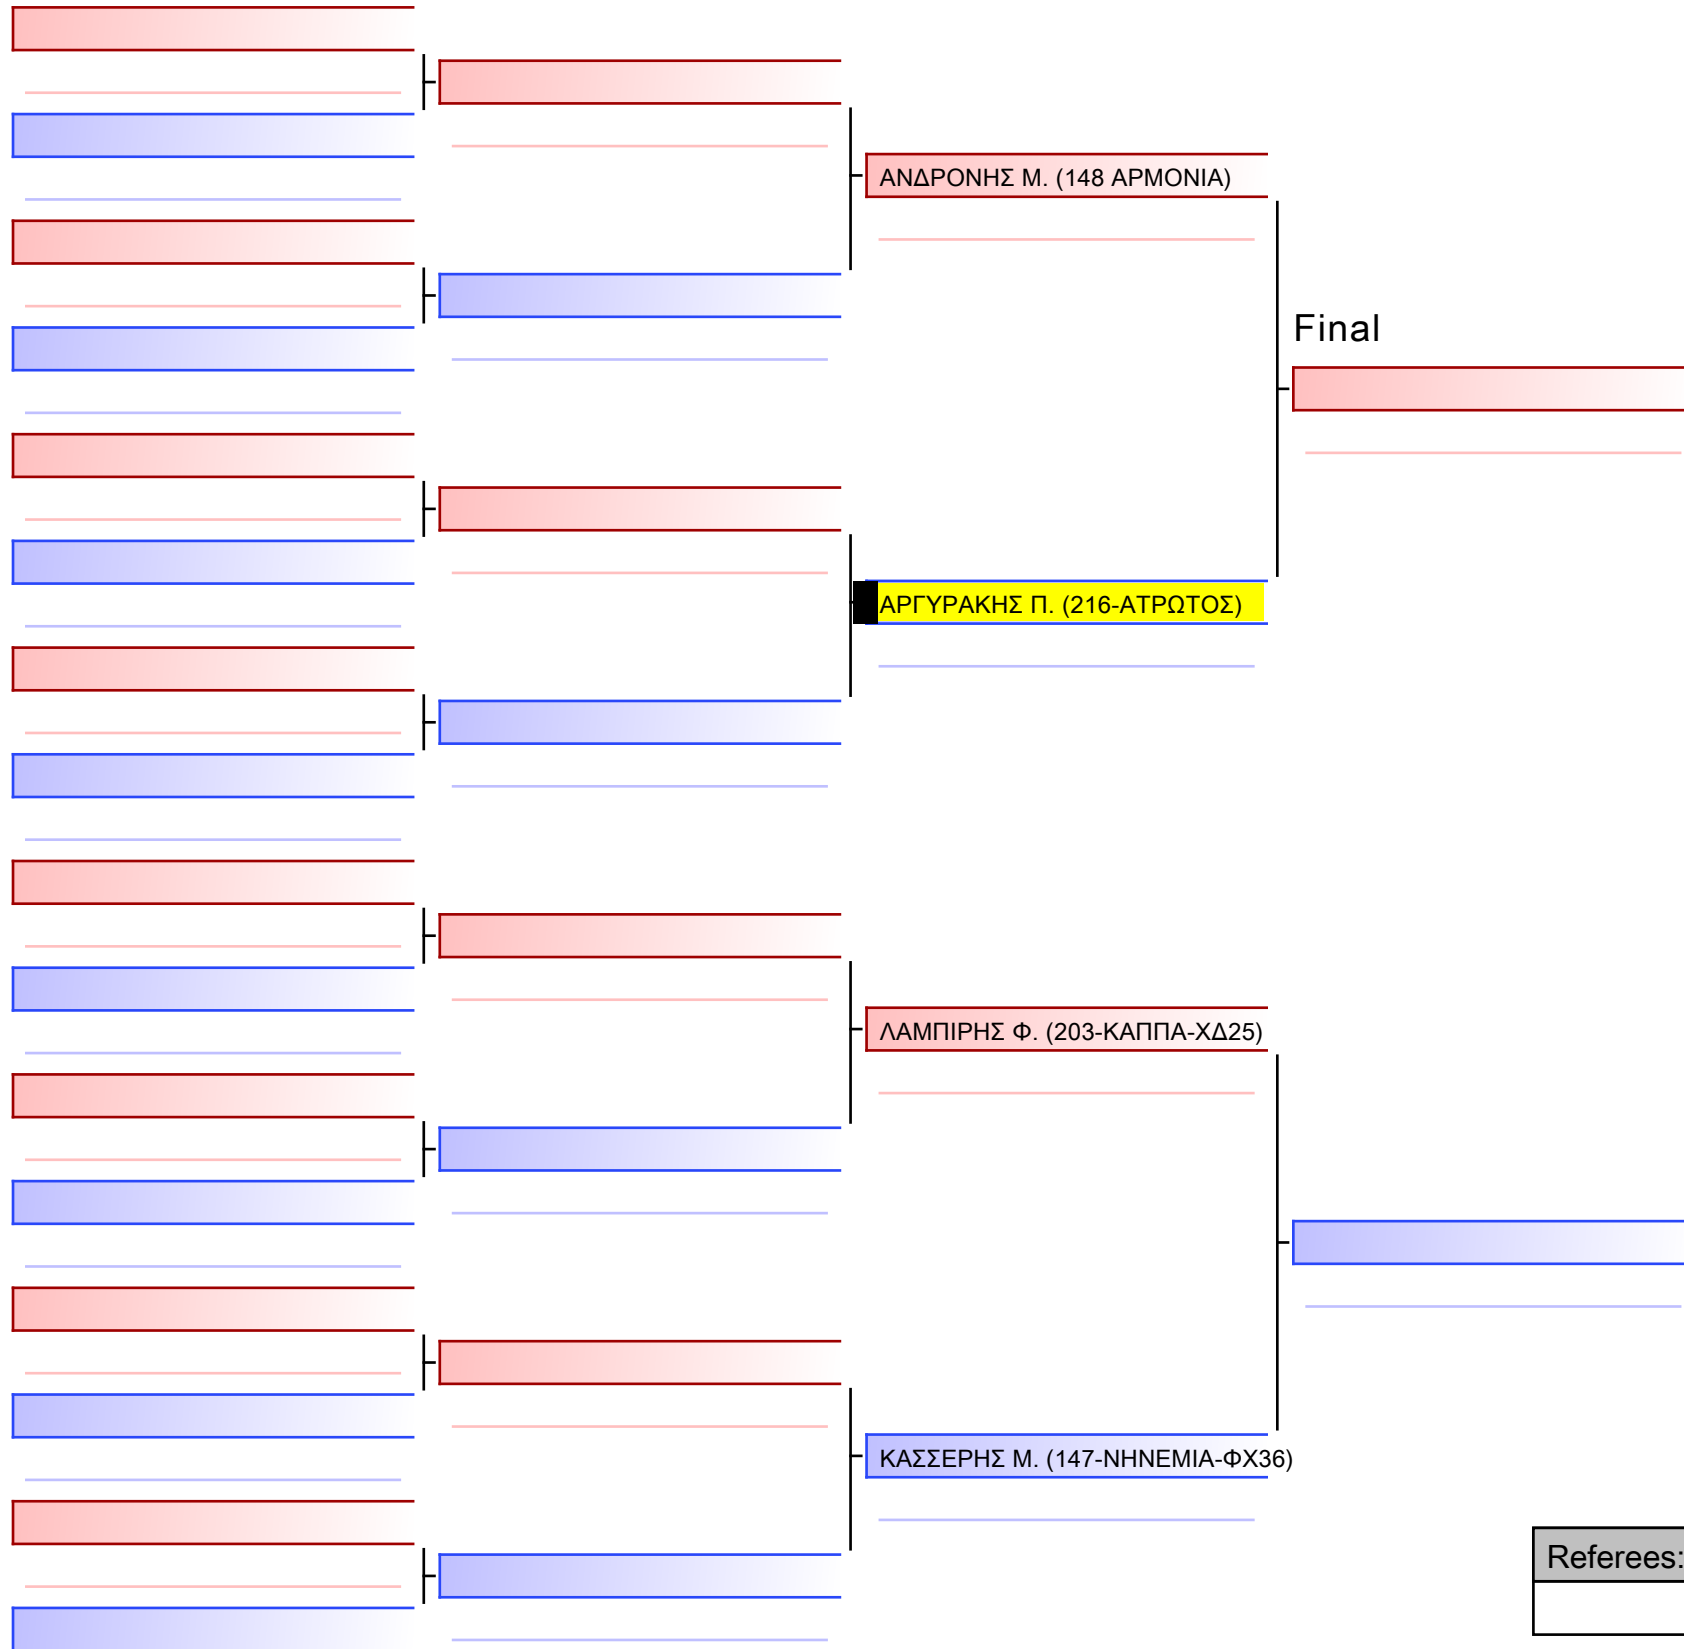 ΑΝΔΡΟΝΗΣ Μ. (148 ΑΡΜΟΝΙΑ)
Final
ΑΡΓΥΡΑΚΗΣ Π. (216-ΑΤΡΩΤΟΣ)
ΛΑΜΠΙΡΗΣ Φ. (203-ΚΑΠΠΑ-ΧΔ25)
ΚΑΣΣΕΡΗΣ Μ. (147-ΝΗΝΕΜΙΑ-ΦΧ36)
Referees: